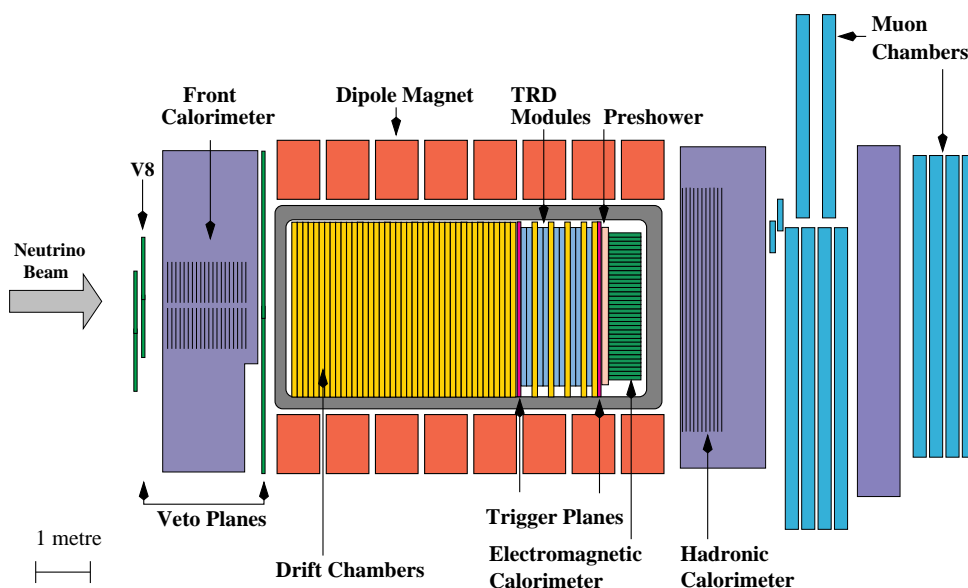 Muon
Chambers
Front
Calorimeter
Dipole Magnet
TRD
Modules
Preshower
V8
Neutrino
Beam
Veto Planes
Trigger Planes
1 metre
Drift Chambers
Electromagnetic
Calorimeter
Hadronic
Calorimeter